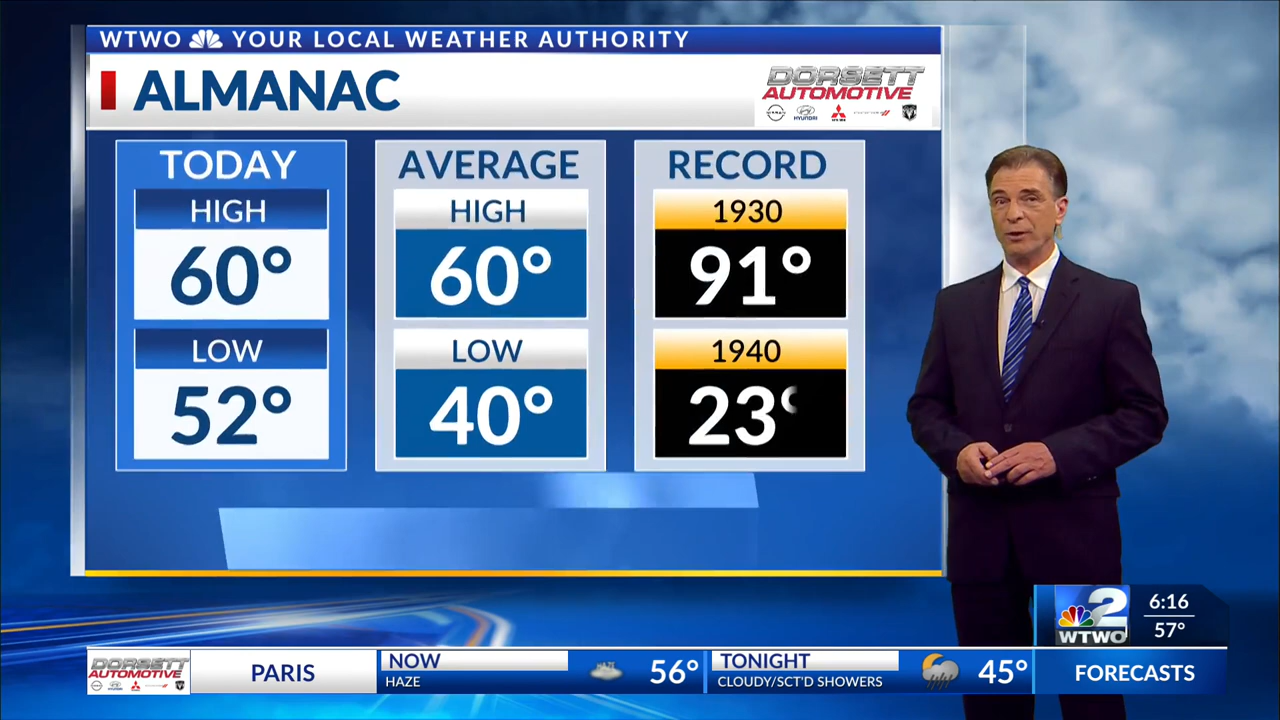 WTWO YOUR LOCAL WEATHER AUTHORITY
ALMANAC
DORSETT
AUTOMOTIVE
HYUNDAI
TODAY
HIGH
60°
LOW
52°
AVERAGE
HIGH
60°
LOW
40°
RECORD
1930
91°
1940
23°
2
WTWO
6:16
57°
DORSETT
AUTOMOTIVE
PARIS
NOW
HAZE
56°
TONIGHT
CLOUDY/SCT'D SHOWERS
45°
FORECASTS